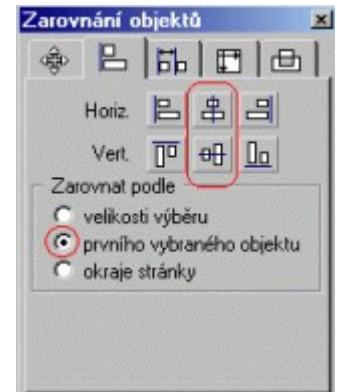 Zarovnání objektů
Horiz.
Vert.
Zarovnat podle
velikosti výběru
prvního vybraného objektu
okraje stránky